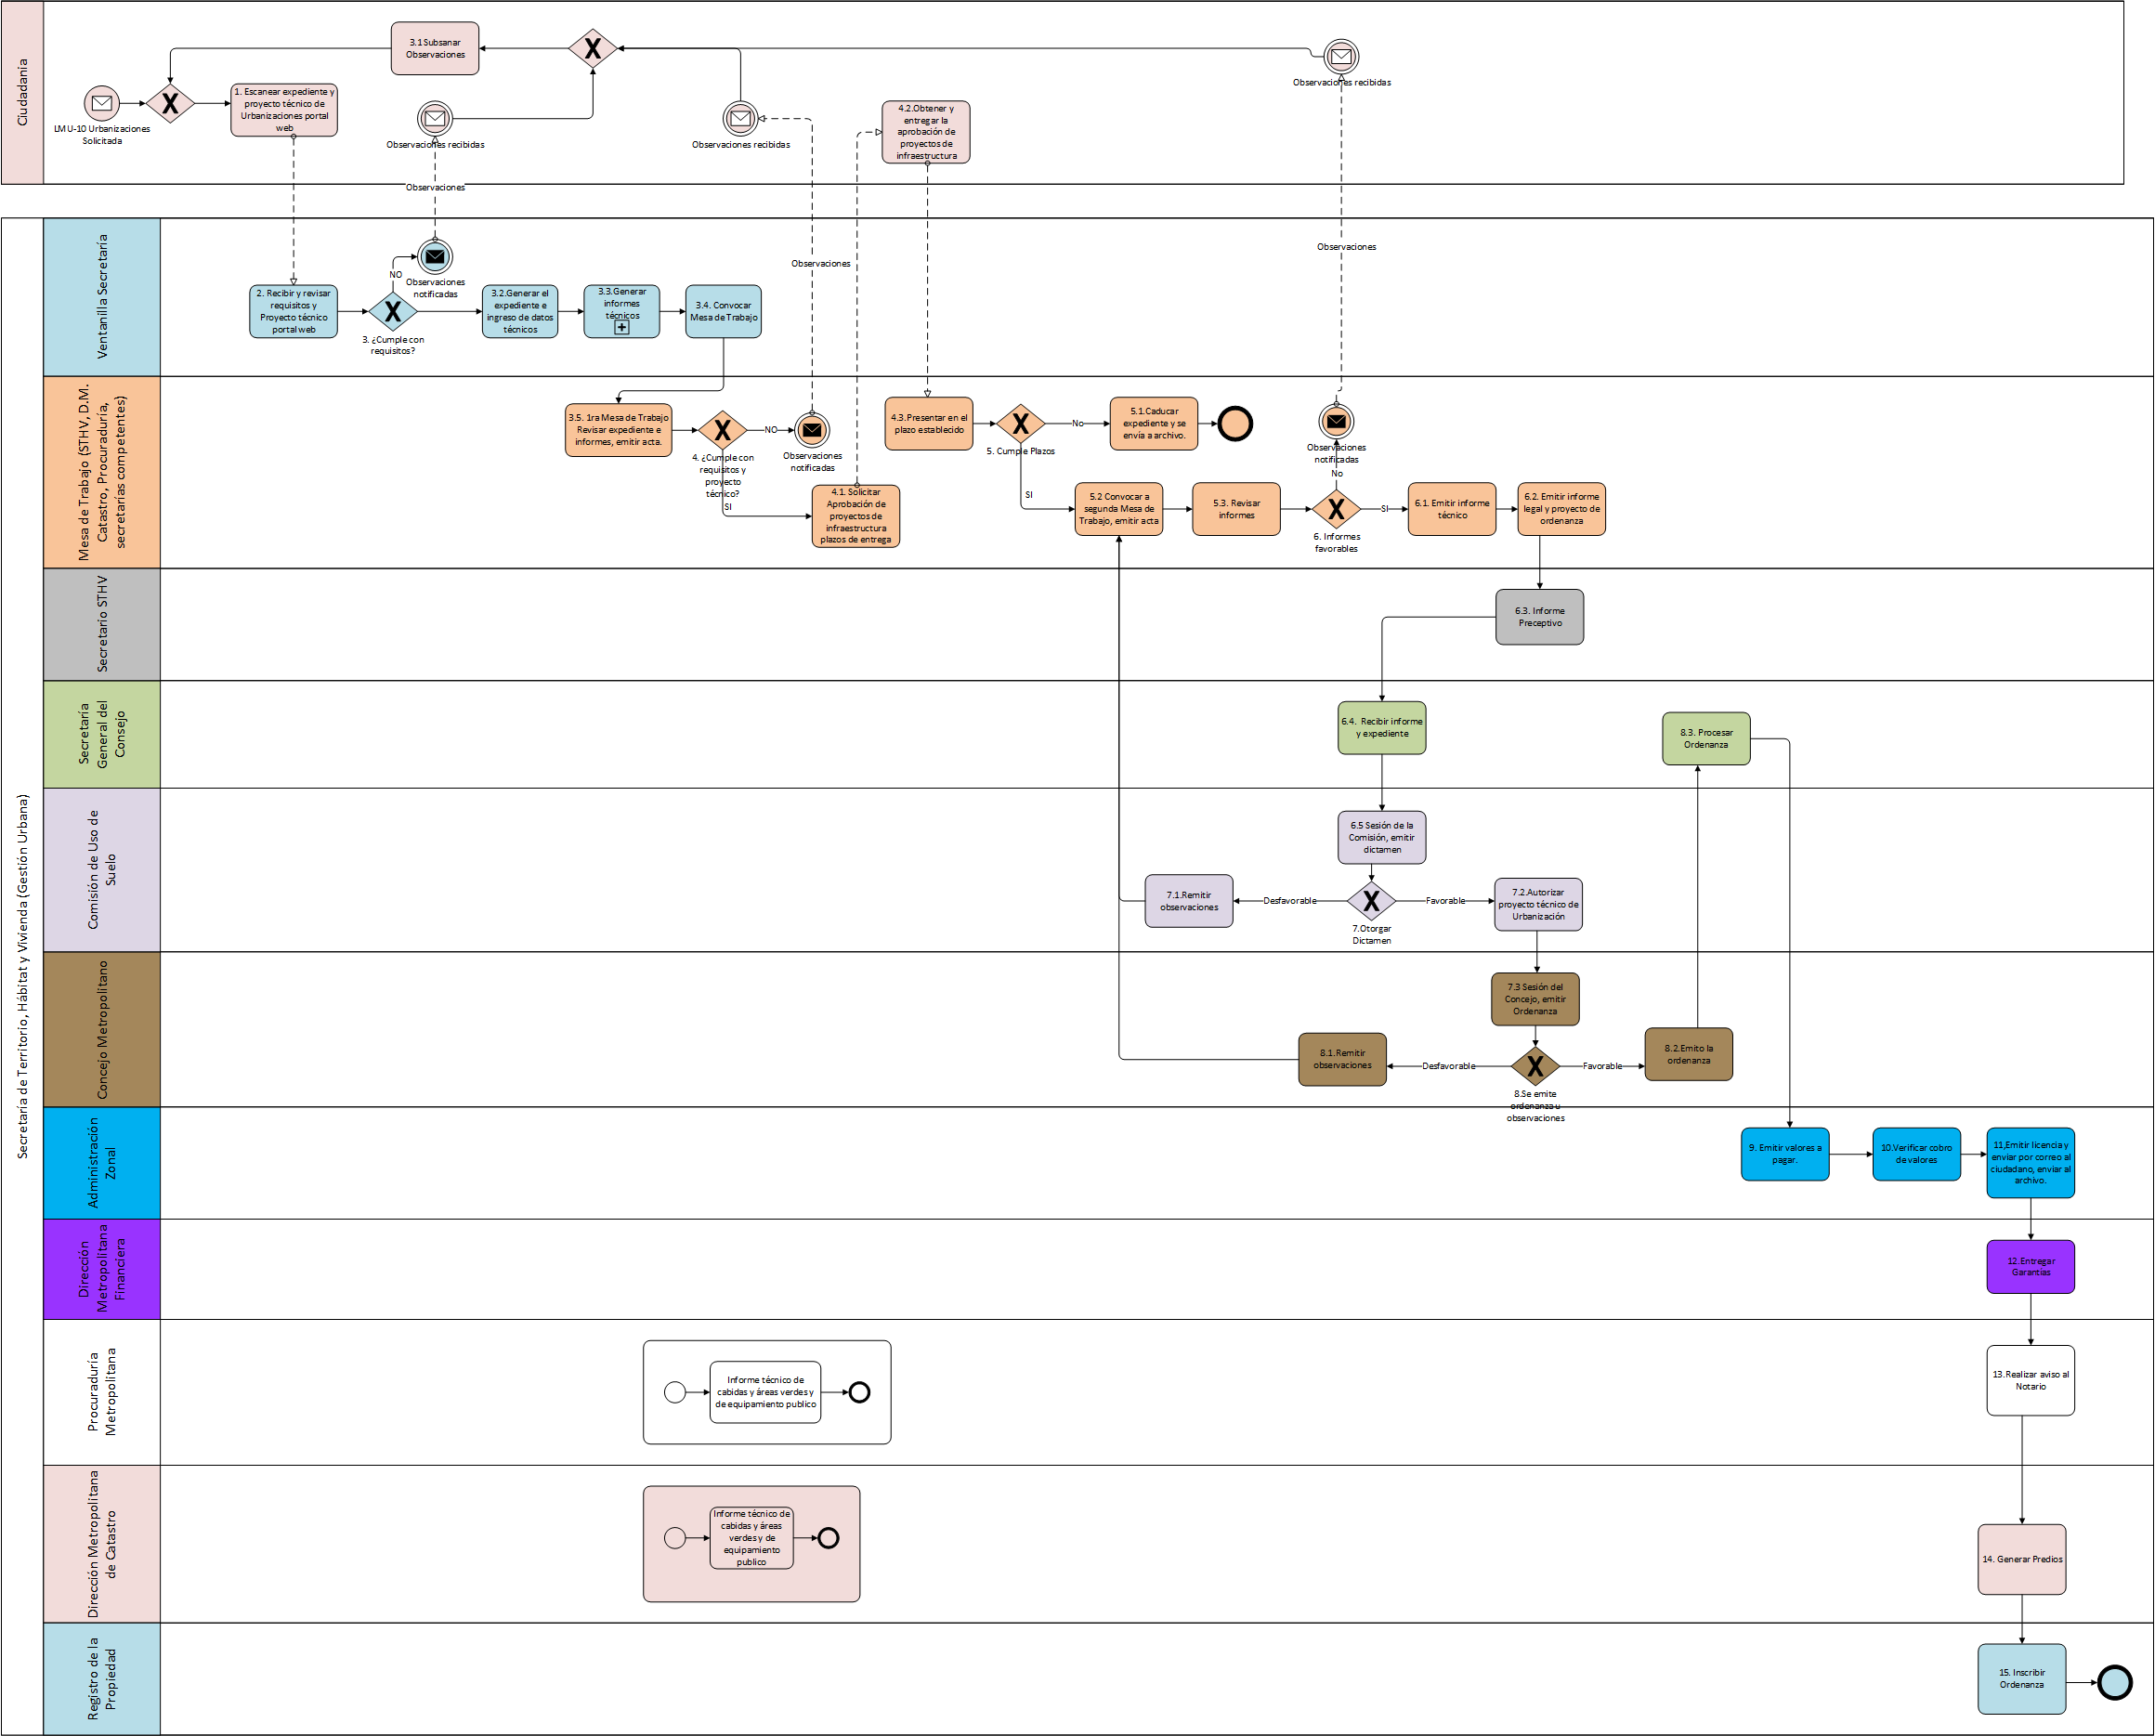 Ciudadanía
3.1 Subsanar
Observaciones
LMU-10 Urbanizaciones
Solicitada
1. Escanear expediente y
proyecto técnico de
Urbanizaciones portal
web
Observaciones recibidas
Observaciones recibidas
4.2.Obtener y
entregar la
aprobación de
proyectos de
infraestructura
Observaciones recibidas
Observaciones
Observaciones
Observaciones
Secretaría de Territorio, Hábitat y Vivienda (Gestión Urbana)
Ventanilla Secretaría
2. Recibir y revisar
requisitos y
Proyecto técnico
portal web
NO
Observaciones
notificadas
3. ¿Cumple con
requisitos?
3.2.Generar el
expediente e
ingreso de datos
técnicos
3.3.Generar
informes
técnicos
3.4. Convocar
Mesa de Trabajo
Mesa de Trabajo (STHV, D.M.
Catastro, Procuraduría,
secretarías competentes)
3.5. 1ra Mesa de Trabajo
Revisar expediente e
informes, emitir acta.
NO
4. ¿Cumple con
requisitos y
proyecto
técnico?
SI
Observaciones
notificadas
4.1. Solicitar
Aprobación de
proyectos de
infraestructura
plazos de entrega
4.3.Presentar en el
plazo establecido
5. Cumple Plazos
No
SI
5.1.Caducar
expediente y se
envía a archivo.
5.2 Convocar a
segunda Mesa de
Trabajo, emitir acta
5.3. Revisar
informes
Observaciones
notificadas
No
6. Informes
favorables
SI
6.1. Emitir informe
técnico
6.2. Emitir informe
legal y proyecto de
ordenanza
Secretario STHV
6.3. Informe
Preceptivo
Secretaría
General del
Consejo
6.4. Recibir informe
y expediente
8.3. Procesar
Ordenanza
Comisión de Uso de
Suelo
6.5 Sesión de la
Comisión, emitir
dictamen
7.1.Remitir
observaciones
Desfavorable
7.Otorgar
Dictamen
Favorable
7.2.Autorizar
proyecto técnico de
Urbanización
Concejo Metropolitano
7.3 Sesión del
Concejo, emitir
Ordenanza
8.1.Remitir
observaciones
Desfavorable
8.Se emite
ordenanza u
observaciones
Favorable
8.2.Emito la
ordenanza
Administración
Zonal
9. Emitir valores a
pagar.
10.Verificar cobro
de valores
11,Emitir licencia y
enviar por correo al
ciudadano, enviar al
archivo.
Dirección
Metropolitana
Financiera
12.Entregar
Garantías
Procuraduría
Metropolitana
Informe técnico de
cabidas y áreas verdes y
de equipamiento publico
13.Realizar aviso al
Notario
Dirección Metropolitana
de Catastro
Informe técnico de
cabidas y áreas
verdes y de
equipamiento
publico
14. Generar Predios
Registro de la
Propiedad
15. Inscribir
Ordenanza